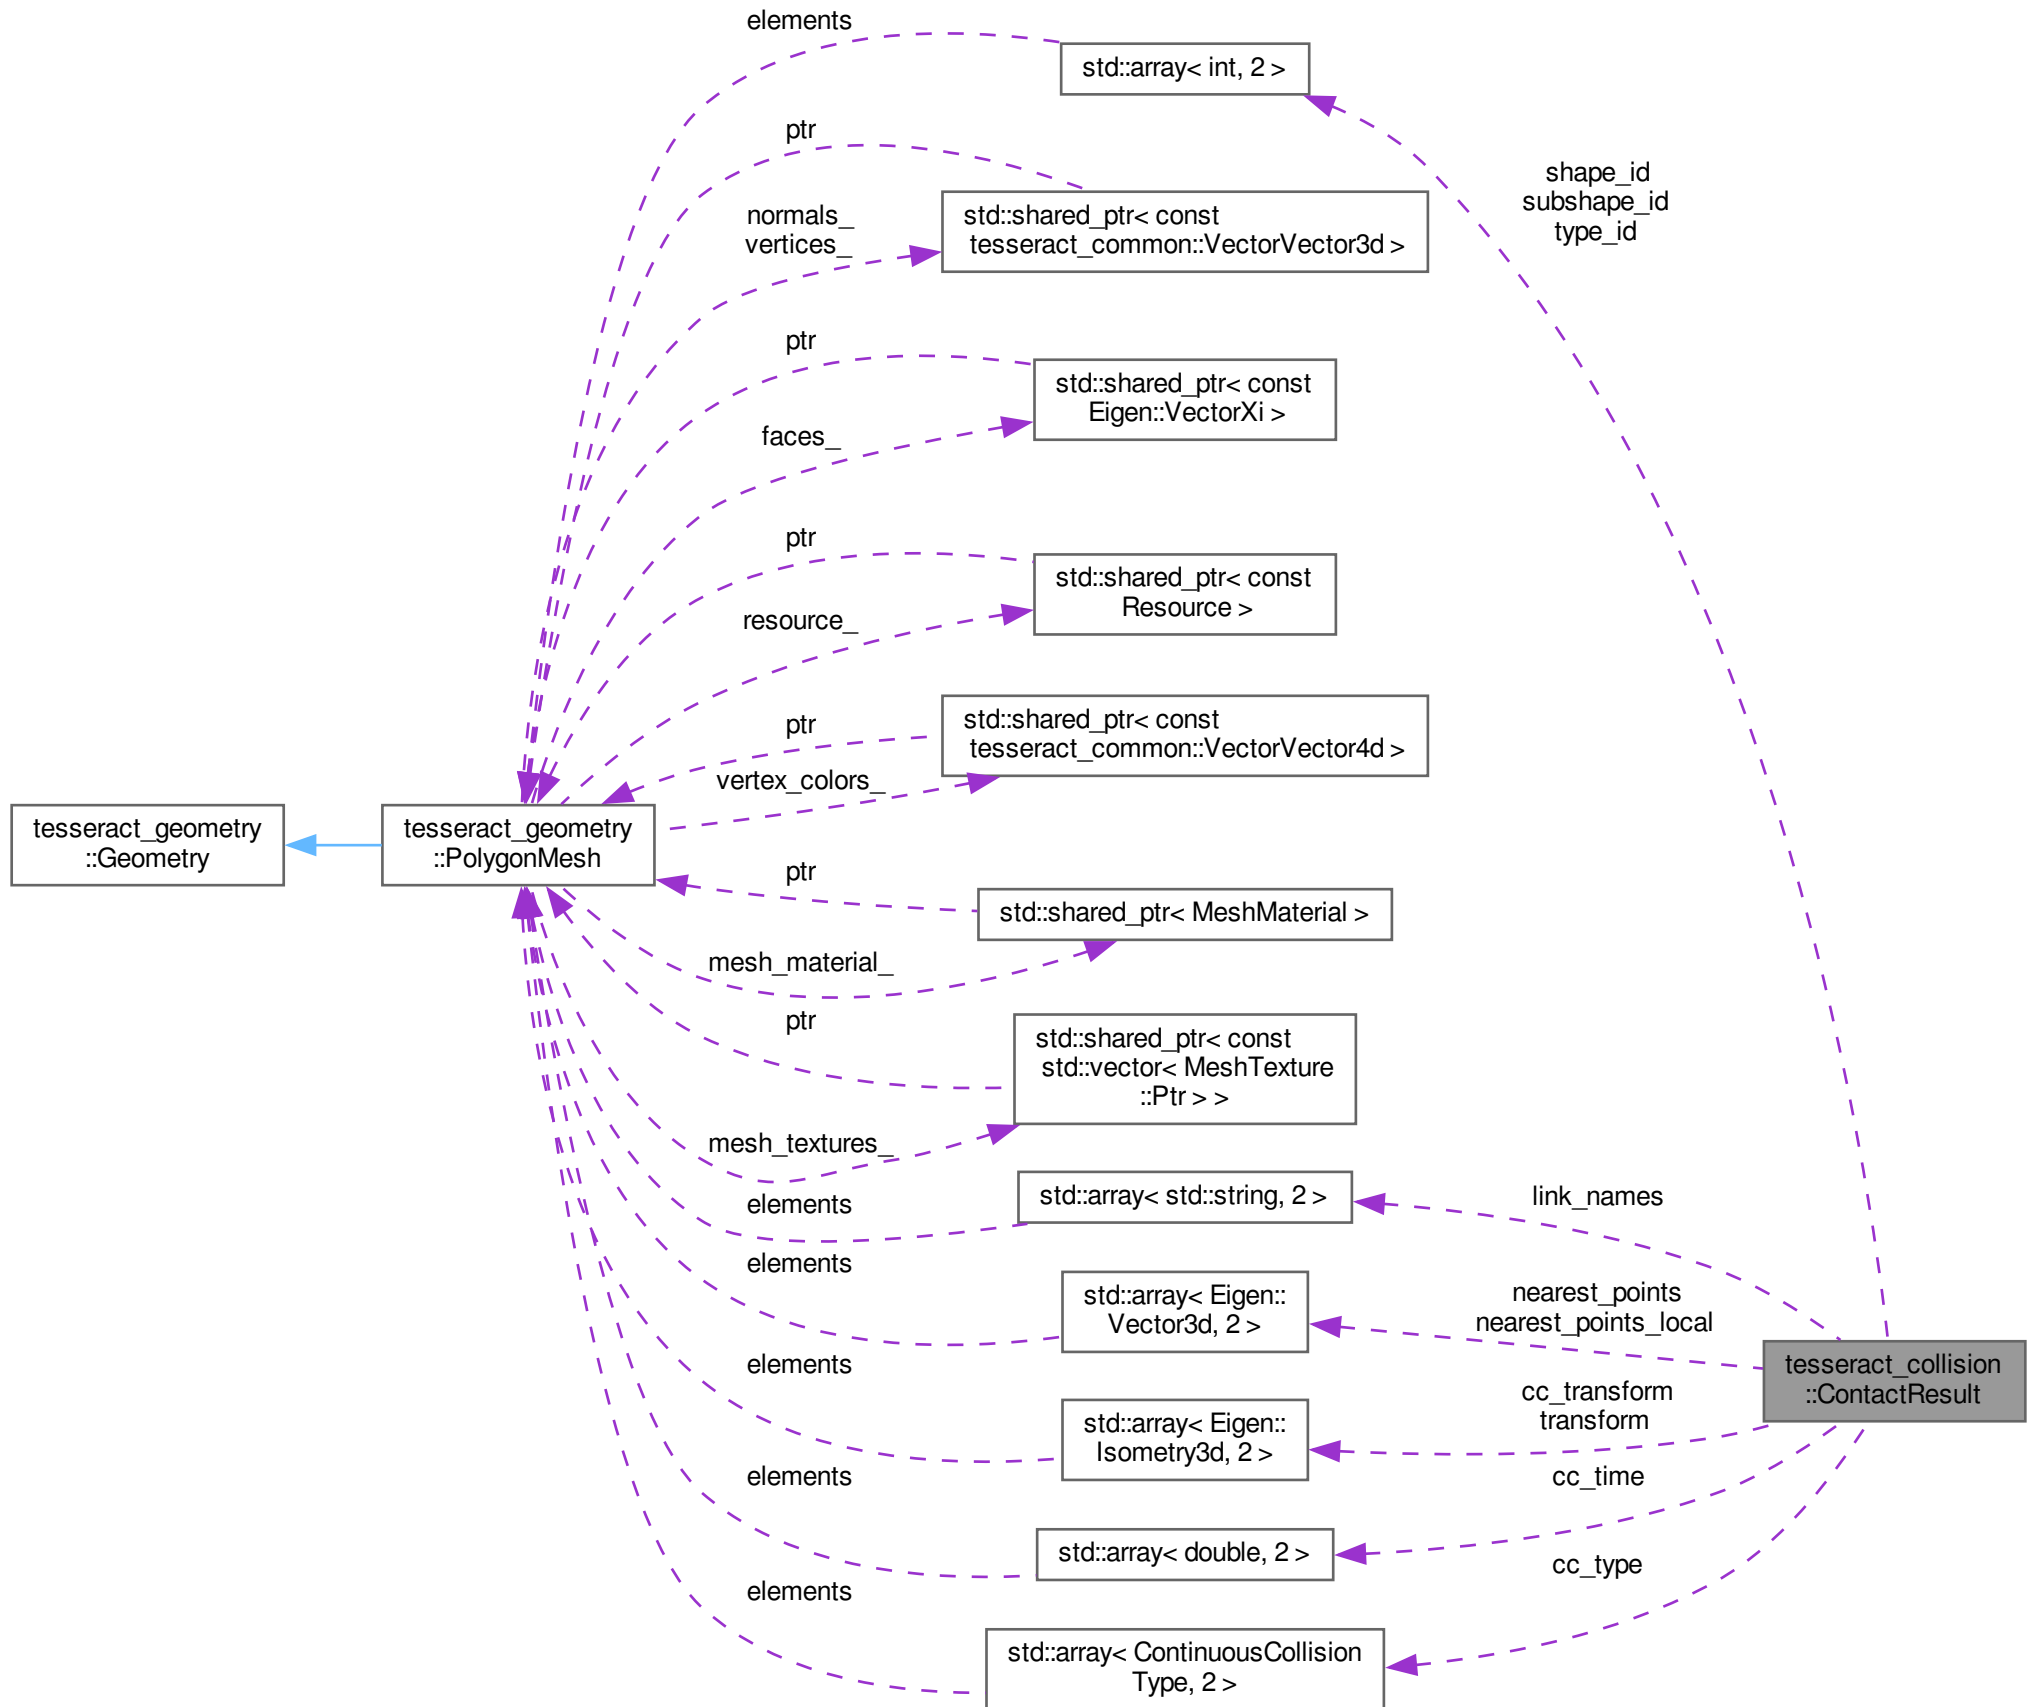 elements
std::array< int, 2 >
ptr
shape_id
subshape_id
type_id
std::shared_ptr< const
tesseract_common::VectorVector3d >
normals_
vertices_
ptr
std::shared_ptr< const
Eigen::VectorXi >
faces_
ptr
std::shared_ptr< const
Resource >
resource_
ptr
std::shared_ptr< const
tesseract_common::VectorVector4d >
vertex_colors_
tesseract_geometry
::Geometry
tesseract_geometry
::PolygonMesh
ptr
std::shared_ptr< MeshMaterial >
mesh_material_
ptr
std::shared_ptr< const
std::vector< MeshTexture
::Ptr > >
mesh_textures_
elements
std::array< std::string, 2 >
link_names
elements
std::array< Eigen::
Vector3d, 2 >
nearest_points
nearest_points_local
tesseract_collision
::ContactResult
elements
std::array< Eigen::
Isometry3d, 2 >
cc_transform
transform
elements
cc_time
std::array< double, 2 >
cc_type
elements
std::array< ContinuousCollision
Type, 2 >